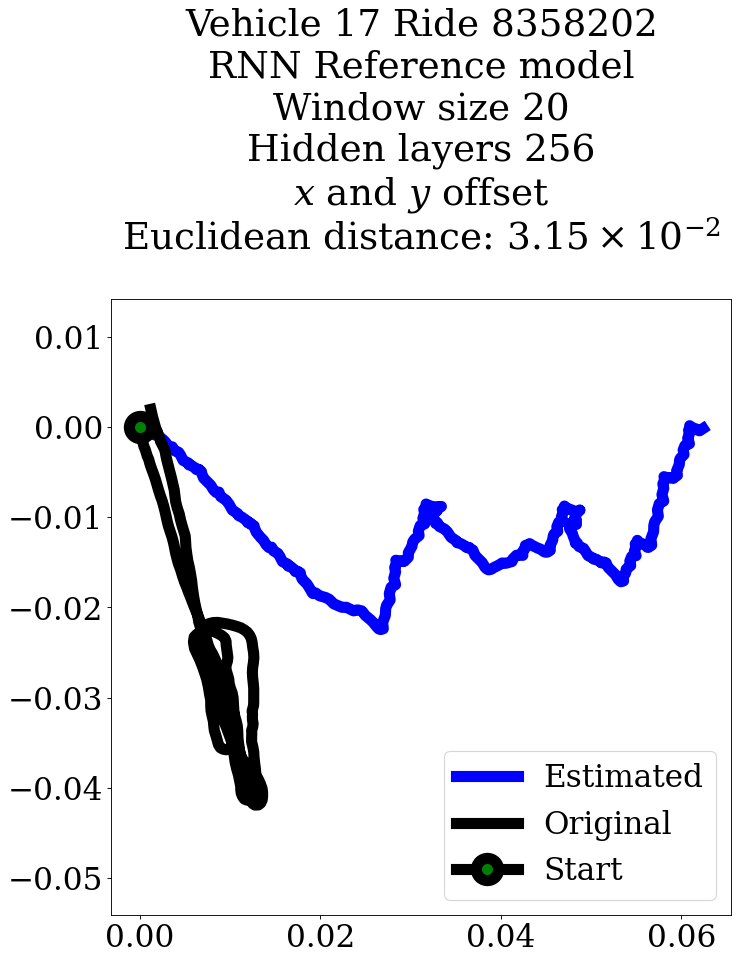 Vehicle 17 Ride 8358202
RNN Reference model
Window size 20
Hidden layers 256
x and y offset
Euclidean distance: 3.15 × 10⁻²
0.01
0.00
−0.01
−0.02
−0.03
−0.04
−0.05
Estimated
Original
Start
0.00 0.02 0.04 0.06